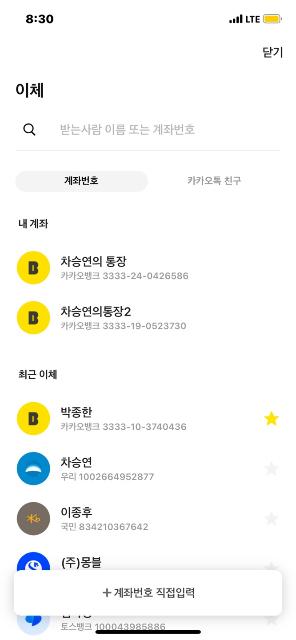 8:30
LTE
닫기
이체
받는사람 이름 또는 계좌번호
계좌번호 카카오톡 친구
내 계좌
차승연의 통장
카카오뱅크 3333-24-0426586
차승연의통장2
카카오뱅크 3333-19-0523730
최근 이체
박종한
카카오뱅크 3333-10-3740436
차승연
우리 1002664952877
이종후
국민 834210367642
(주)몽블
+ 계좌번호 직접입력
토스뱅크 100043985886